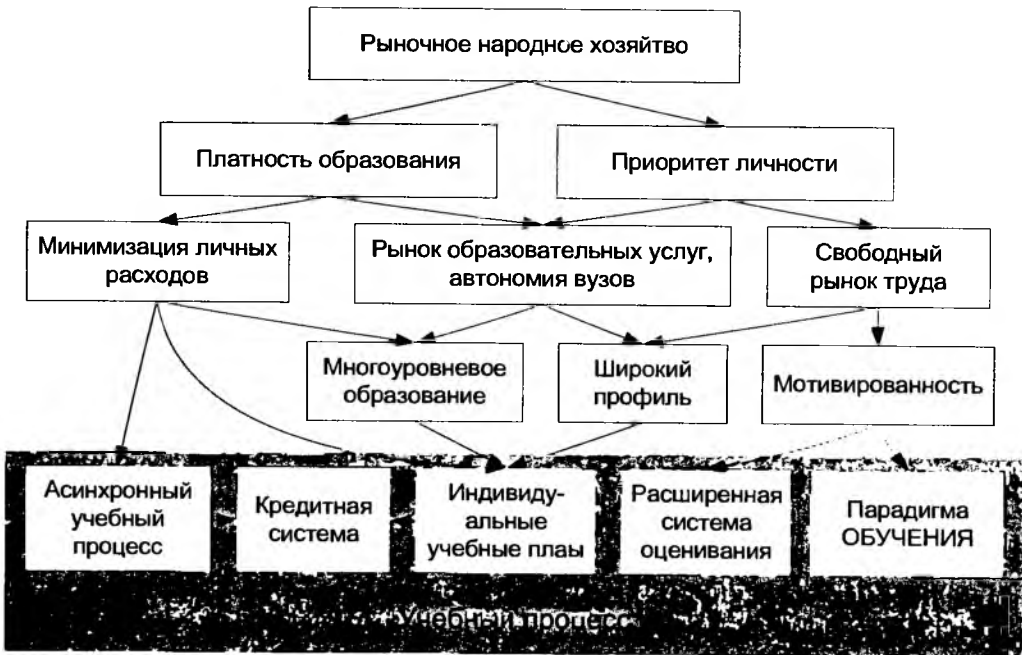 Рыночное народное хозяйство
Платность образования
Приоритет личности
Минимизация личных
расходов
Рынок образовательных услуг,
автономия вузов
Свободный
рынок труда
Многоуровневое
образование
Широкий
профиль
Мотивированность
Асинхронный
учебный
процесс
Кредитная
система
Индивиду-
альные
учебные плаы
Расширенная
система
оценивания
Парадигма
ОБУЧЕНИЯ
Учебный процесс